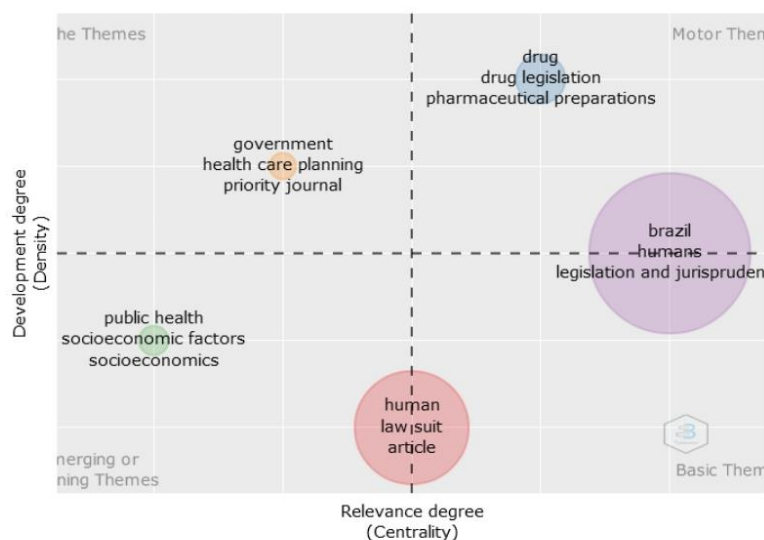 he Themes
Motor Them
drug
drug legislation
pharmaceutical preparations
government
health care planning
priority journal
brazil
humans
legislation and jurispruden
public health
socioeconomic factors
socioeconomics
human
law suit
article
merging or
ning Themes
Basic Them
Development degree
(Density)
Relevance degree
(Centrality)